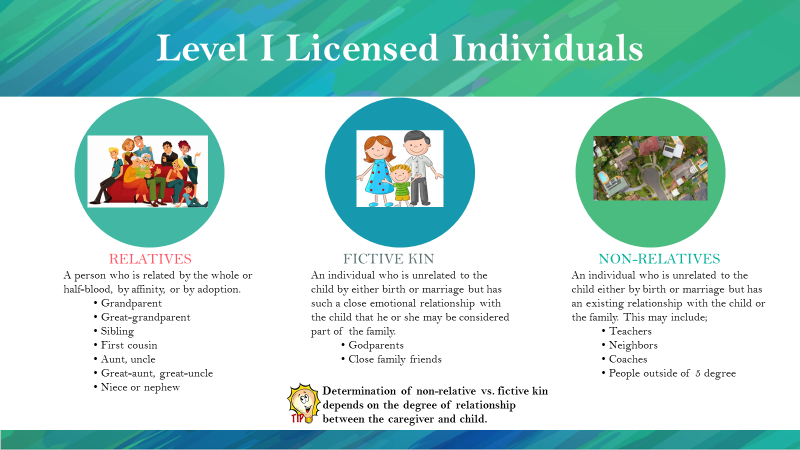 Level I Licensed Individuals
RELATIVES
A person who is related by the whole or
half-blood, by affinity, or by adoption.
• Grandparent
• Great-grandparent
• Sibling
• First cousin
• Aunt, uncle
• Great-aunt, great-uncle
• Niece or nephew
FICTIVE KIN
An individual who is unrelated to the
child by either birth or marriage but has
such a close emotional relationship with
the child that he or she may be considered
part of the family.
• Godparents
• Close family friends
NON-RELATIVES
An individual who is unrelated to the
child either by birth or marriage but has
an existing relationship with the child or
the family. This may include;
• Teachers
• Neighbors
• Coaches
• People outside of 5 degree
TIP
Determination of non-relative vs. fictive kin
depends on the degree of relationship
between the caregiver and child.